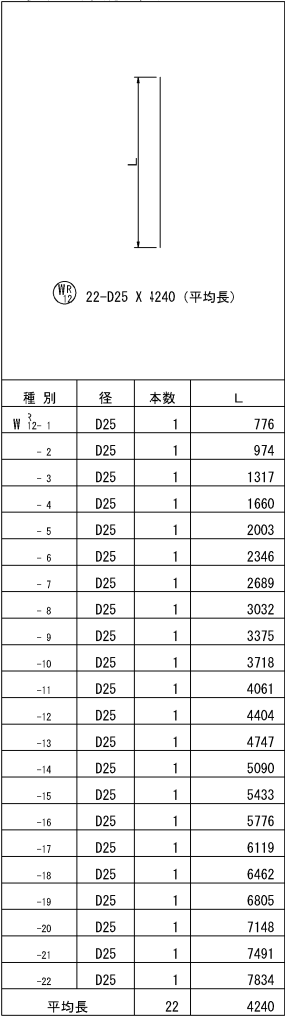 L
WR
12
22-D25 X 4240 (平均長)
種 別 径 本数 L
W R 12- 1 D25 1 776
- 2 D25 1 974
- 3 D25 1 1317
- 4 D25 1 1660
- 5 D25 1 2003
- 6 D25 1 2346
- 7 D25 1 2689
- 8 D25 1 3032
- 9 D25 1 3375
-10 D25 1 3718
-11 D25 1 4061
-12 D25 1 4404
-13 D25 1 4747
-14 D25 1 5090
-15 D25 1 5433
-16 D25 1 5776
-17 D25 1 6119
-18 D25 1 6462
-19 D25 1 6805
-20 D25 1 7148
-21 D25 1 7491
-22 D25 1 7834
平均長 22 4240